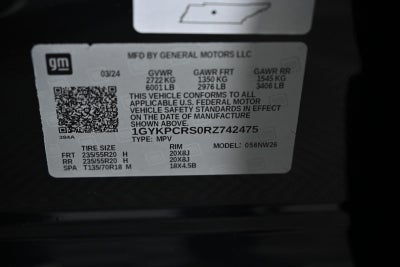 gm
MFD BY GENERAL MOTORS LLC
03/24 GVWR GAWR FRT GAWR RR
2722 KG 1350 KG 1545 KG
6001 LB 2976 LB 3406 LB
THIS VEHICLE CONFORMS TO ALL
APPLICABLE U.S. FEDERAL MOTOR
VEHICLE SAFETY STANDARDS IN EFFECT
ON THE DATE OF MANUFACTURE SHOWN ABOVE.
1GYKPCRS0RZ742475
TYPE: MPV
TIRE SIZE RIM MODEL: 0S6NW26
FRT 235/55R20 H 20X8J
RR 235/55R20 H 20X8J
SPA T135/70R18 M 18X4.5B